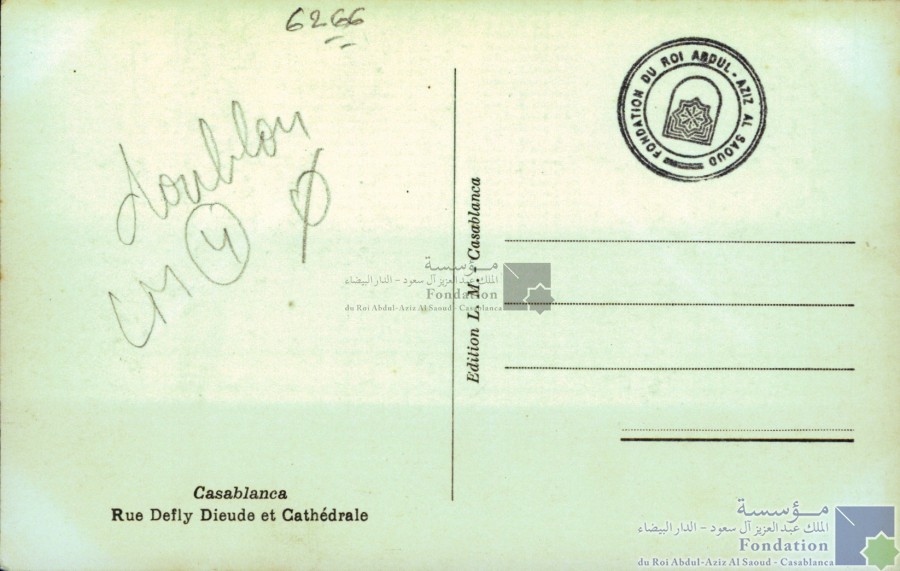 6266
FONDATION DU ROI ABDUL-AZIZ AL SAOUD
doublon
CM 4
Edition L. M. - Casablanca
مؤسسة
الملك عبد العزيز آل سعود - الدار البيضاء
Fondation
du Roi Abdul-Aziz Al Saoud - Casablanca
Casablanca
Rue Defly Dieude et Cathédrale
مؤسسة
الملك عبد العزيز آل سعود - الدار البيضاء
Fondation
du Roi Abdul-Aziz Al Saoud - Casablanca